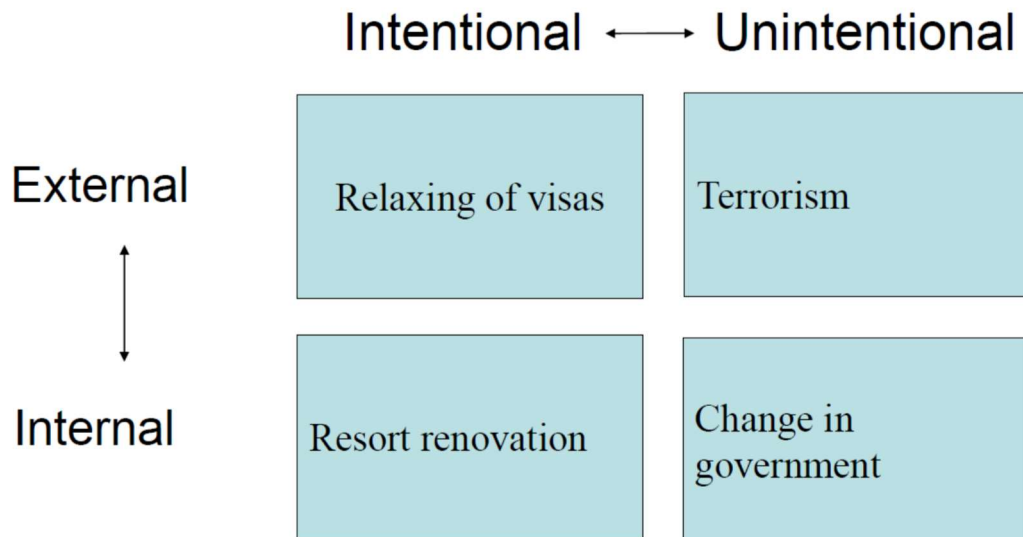 Intentional Unintentional
External
Relaxing of visas
Terrorism
Internal
Resort renovation
Change in
government